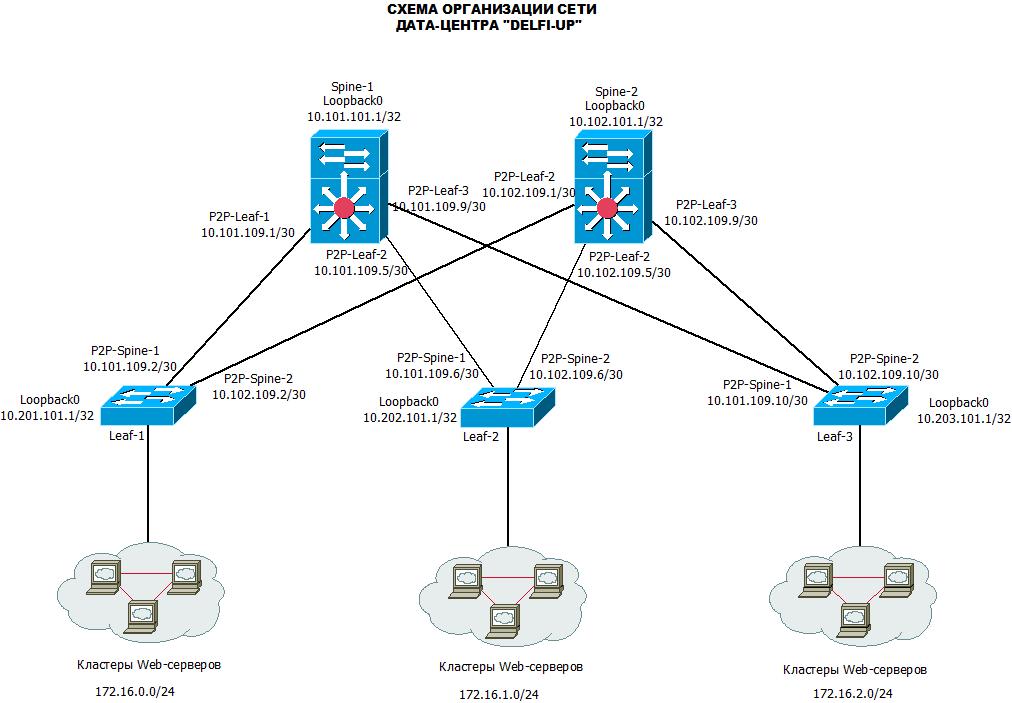 СХЕМА ОРГАНИЗАЦИИ СЕТИ
ДАТА-ЦЕНТРА "DELFI-UP"
Spine-1
Loopback0
10.101.101.1/32
Spine-2
Loopback0
10.102.101.1/32
P2P-Leaf-1
10.101.109.1/30
P2P-Leaf-3
10.101.109.9/30
P2P-Leaf-2
10.102.109.1/30
P2P-Leaf-3
10.102.109.9/30
P2P-Leaf-2
10.101.109.5/30
P2P-Leaf-2
10.102.109.5/30
P2P-Spine-1
10.101.109.2/30
P2P-Spine-2
10.102.109.2/30
Loopback0
10.201.101.1/32
Leaf-1
P2P-Spine-1
10.101.109.6/30
P2P-Spine-2
10.102.109.6/30
Loopback0
10.202.101.1/32
Leaf-2
P2P-Spine-1
10.101.109.10/30
P2P-Spine-2
10.102.109.10/30
Loopback0
10.203.101.1/32
Leaf-3
Кластеры Web-серверов
172.16.0.0/24
Кластеры Web-серверов
172.16.1.0/24
Кластеры Web-серверов
172.16.2.0/24